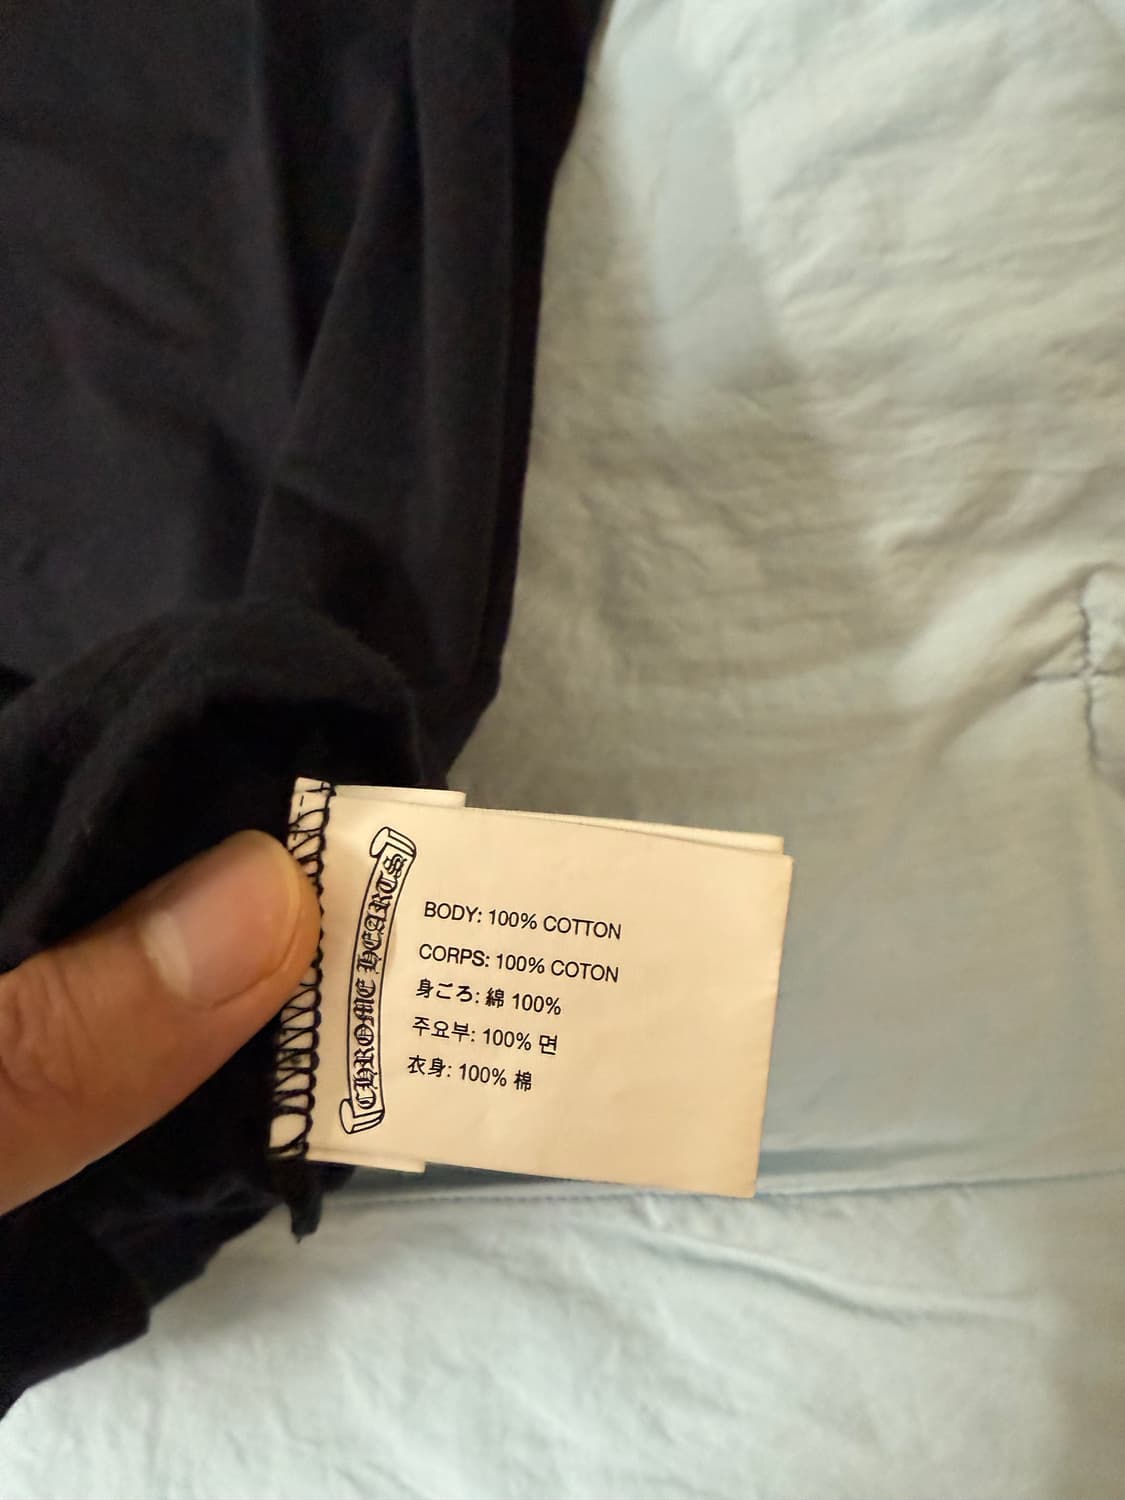 CHROME HEARTS
BODY: 100% COTTON
CORPS: 100% COTON
身ごろ: 綿 100%
주요부: 100% 면
衣身: 100% 棉